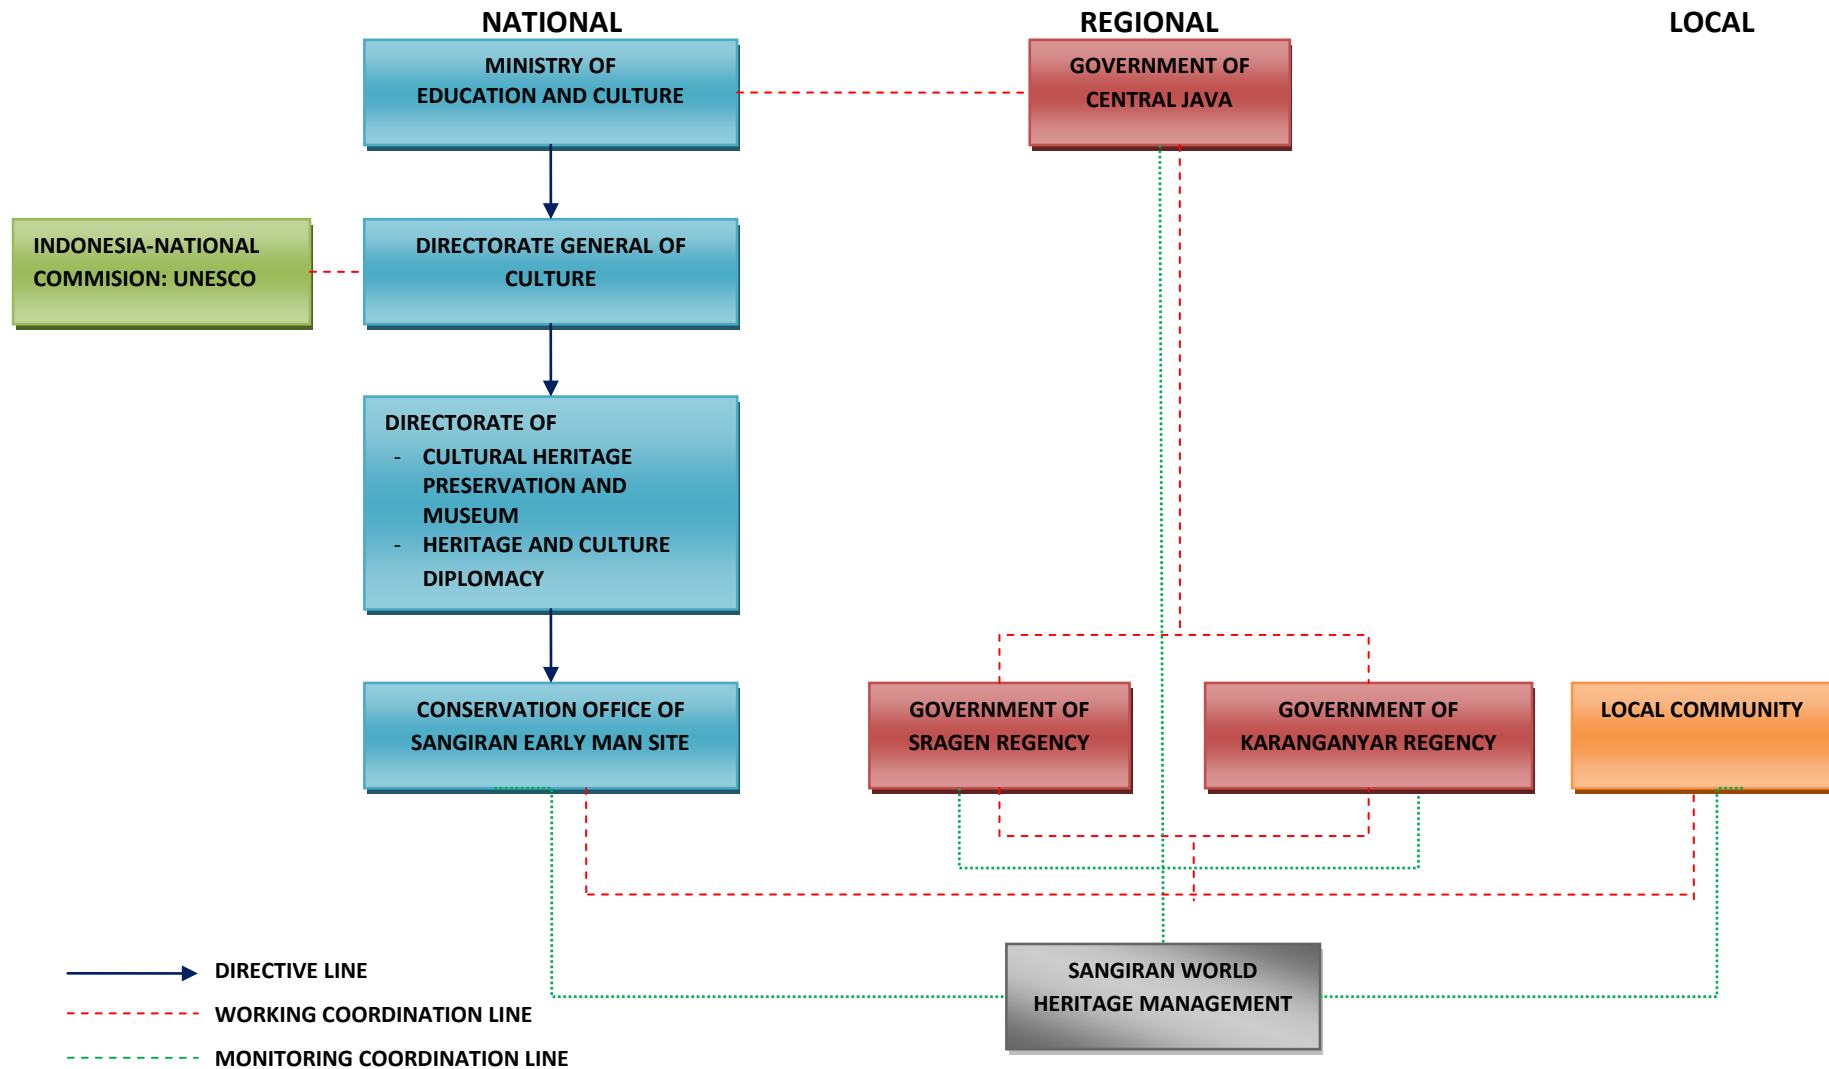 NATIONAL
REGIONAL
LOCAL
MINISTRY OF
EDUCATION AND CULTURE
GOVERNMENT OF
CENTRAL JAVA
INDONESIA-NATIONAL
COMMISION: UNESCO
DIRECTORATE GENERAL OF
CULTURE
DIRECTORATE OF
- CULTURAL HERITAGE
PRESERVATION AND
MUSEUM
- HERITAGE AND CULTURE
DIPLOMACY
CONSERVATION OFFICE OF
SANGIRAN EARLY MAN SITE
GOVERNMENT OF
SRAGEN REGENCY
GOVERNMENT OF
KARANGANYAR REGENCY
LOCAL COMMUNITY
SANGIRAN WORLD
HERITAGE MANAGEMENT
DIRECTIVE LINE
WORKING COORDINATION LINE
MONITORING COORDINATION LINE